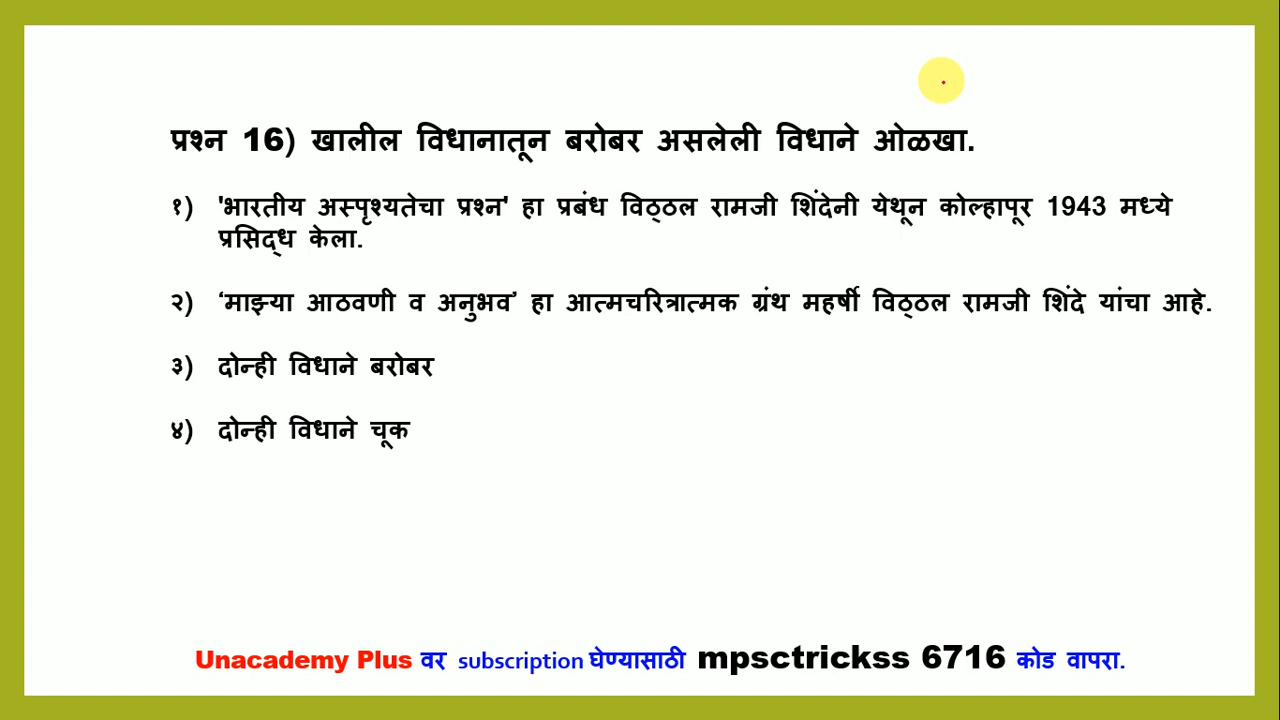 प्रश्न 16) खालील विधानातून बरोबर असलेली विधाने ओळखा.
१) 'भारतीय अस्पृश्यतेचा प्रश्न' हा प्रबंध विठ्ठल रामजी शिंदेनी येथून कोल्हापूर 1943 मध्ये
प्रसिद्ध केला.
२) ‘माझ्या आठवणी व अनुभव’ हा आत्मचरित्रात्मक ग्रंथ महर्षी विठ्ठल रामजी शिंदे यांचा आहे.
३) दोन्ही विधाने बरोबर
४) दोन्ही विधाने चूक
Unacademy Plus वर subscription घेण्यासाठी mpsctrickss 6716 कोड वापरा.